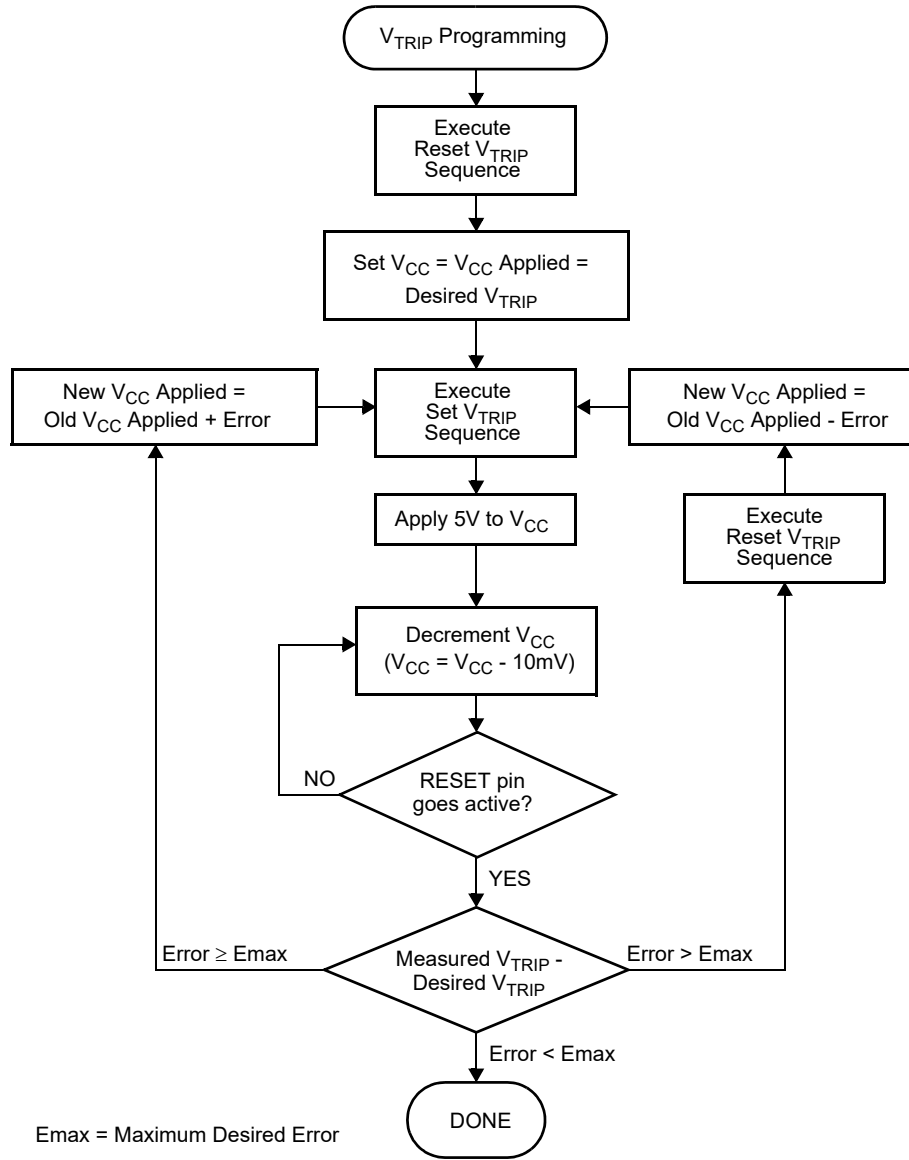 VTRIP Programming
Execute
Reset VTRIP
Sequence
Set VCC = VCC Applied =
Desired VTRIP
New VCC Applied =
Old VCC Applied + Error
Execute
Set VTRIP
Sequence
New VCC Applied =
Old VCC Applied - Error
Apply 5V to VCC
Execute
Reset VTRIP
Sequence
Decrement VCC
(VCC = VCC - 10mV)
NO
RESET pin
goes active?
YES
Error ≥ Emax
Measured VTRIP -
Desired VTRIP
Error > Emax
Error < Emax
DONE
Emax = Maximum Desired Error